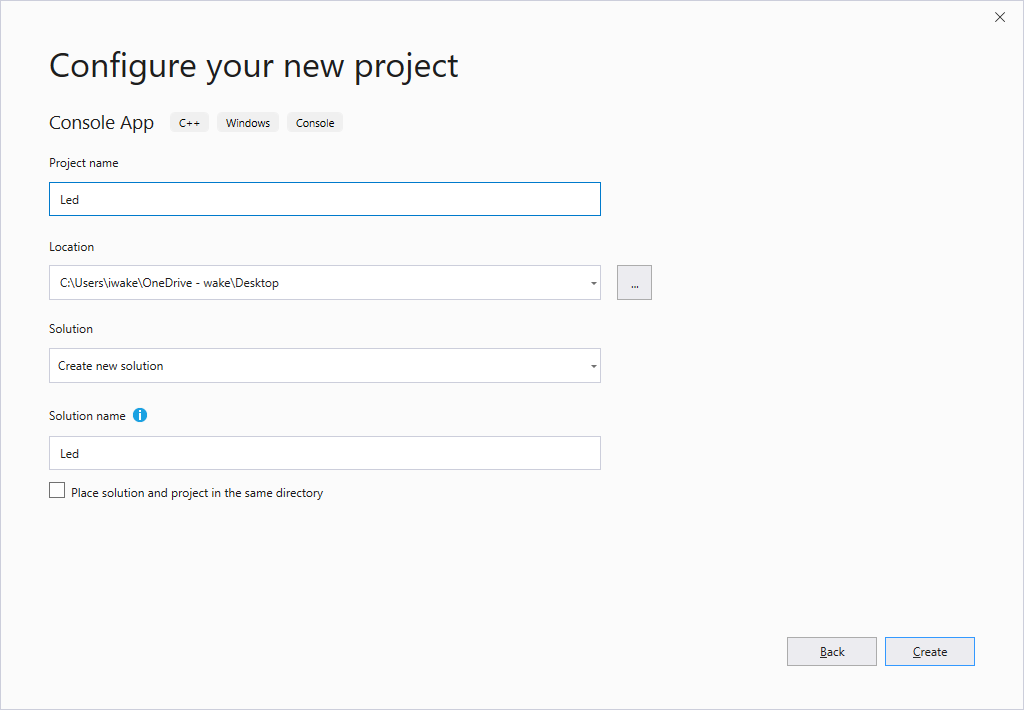 Configure your new project
Console App C++ Windows Console
Project name
Led
Location
C:\Users\iwake\OneDrive - wake\Desktop
...
Solution
Create new solution
Solution name
Led
Place solution and project in the same directory
Back Create